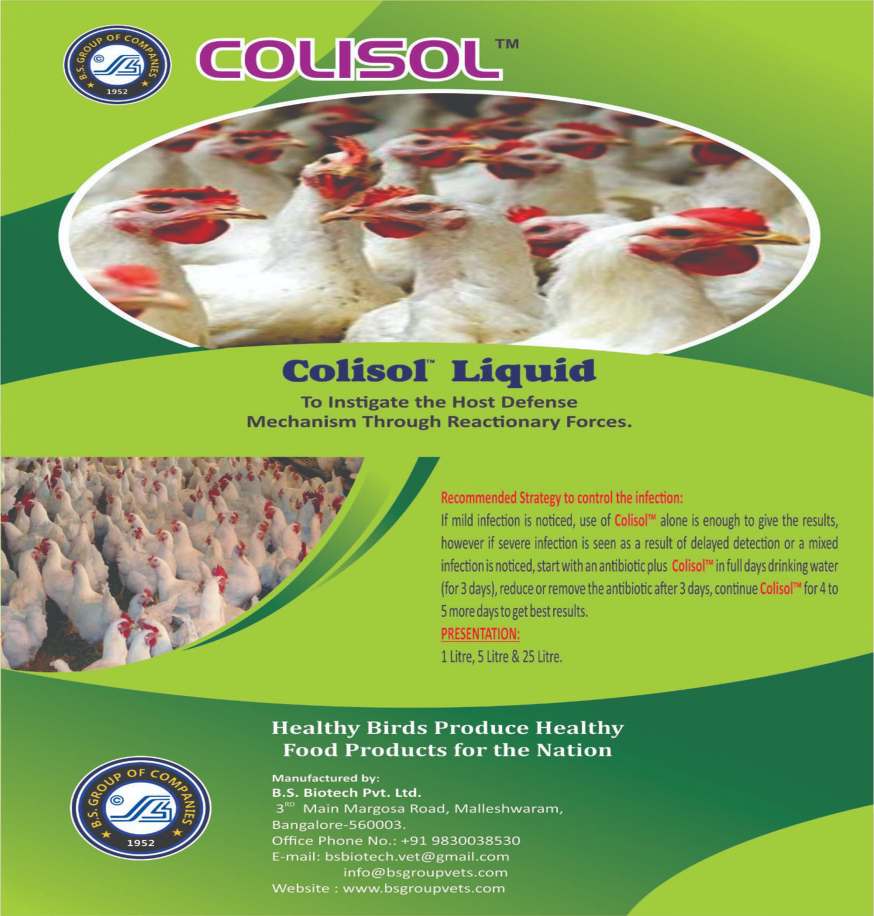 B.S. GROUP OF COMPANIES
©
1952
COLISOL™
Colisol™ Liquid
To Instigate the Host Defense
Mechanism Through Reactionary Forces.
Recommended Strategy to control the infection:
If mild infection is noticed, use of Colisol™ alone is enough to give the results,
however if severe infection is seen as a result of delayed detection or a mixed
infection is noticed, start with an antibiotic plus Colisol™ in full days drinking water
(for 3 days), reduce or remove the antibiotic after 3 days, continue Colisol™ for 4 to
5 more days to get best results.
PRESENTATION:
1 Litre, 5 Litre & 25 Litre.
Healthy Birds Produce Healthy
Food Products for the Nation
B.S. GROUP OF COMPANIES
©
1952
Manufactured by:
B.S. Biotech Pvt. Ltd.
3RD Main Margosa Road, Malleshwaram,
Bangalore-560003.
Office Phone No.: +91 9830038530
E-mail: bsbiotech.vet@gmail.com
info@bsgroupvets.com
Website : www.bsgroupvets.com